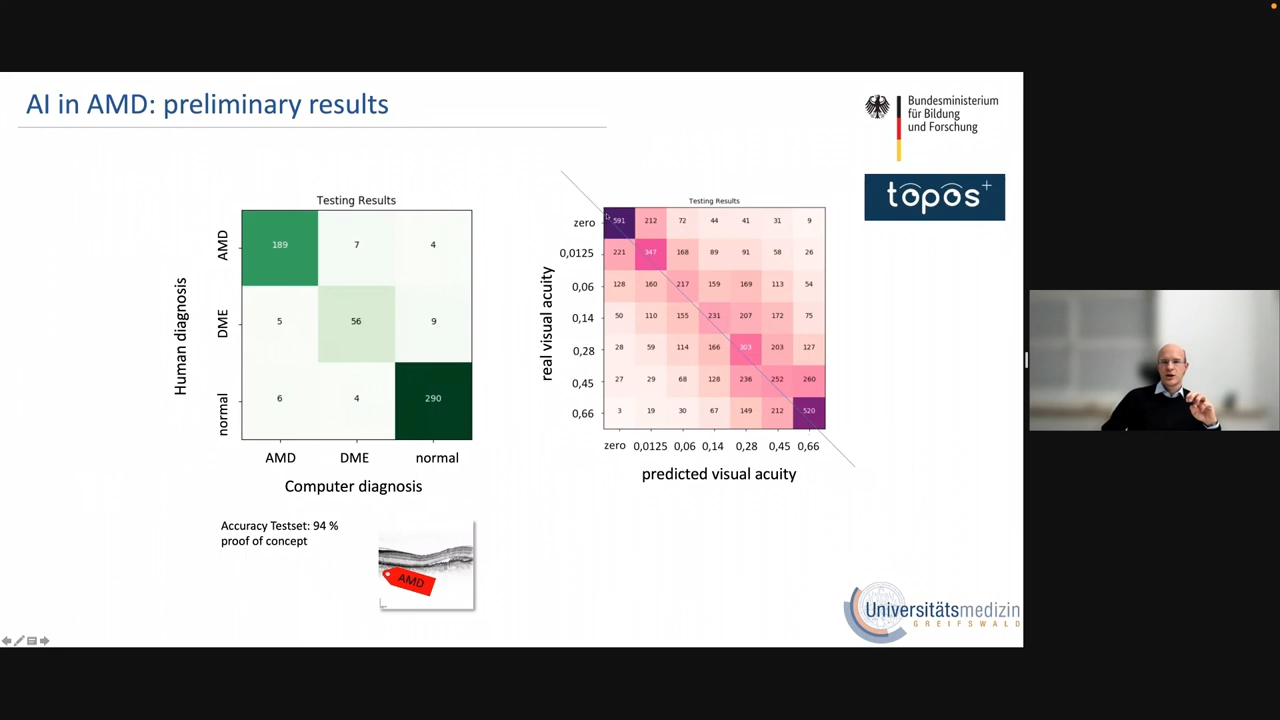 AI in AMD: preliminary results
Bundesministerium
für Bildung
und Forschung
topos+
Testing Results
Human diagnosis
AMD
DME
normal
189 7 4
5 56 9
6 4 290
AMD DME normal
Computer diagnosis
Testing Results
real visual acuity
zero 591 212 72 44 41 31 9
0,0125 221 347 168 89 91 58 26
0,06 128 160 217 159 169 113 54
0,14 50 110 155 231 207 172 75
0,28 28 59 114 166 303 203 127
0,45 27 29 68 128 236 252 260
0,66 3 19 30 67 149 212 520
zero 0,0125 0,06 0,14 0,28 0,45 0,66
predicted visual acuity
Accuracy Testset: 94 %
proof of concept
AMD
Universitätsmedizin
GREIFSWALD